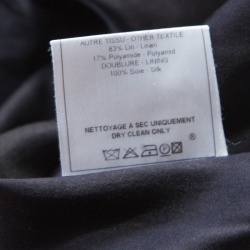 AUTRE TISSU - OTHER TEXTILE
83% Lin - Linen
17% Polyamide - Polyamid
DOUBLURE - LINING
100% Soie - Silk
NETTOYAGE A SEC UNIQUEMENT
DRY CLEAN ONLY